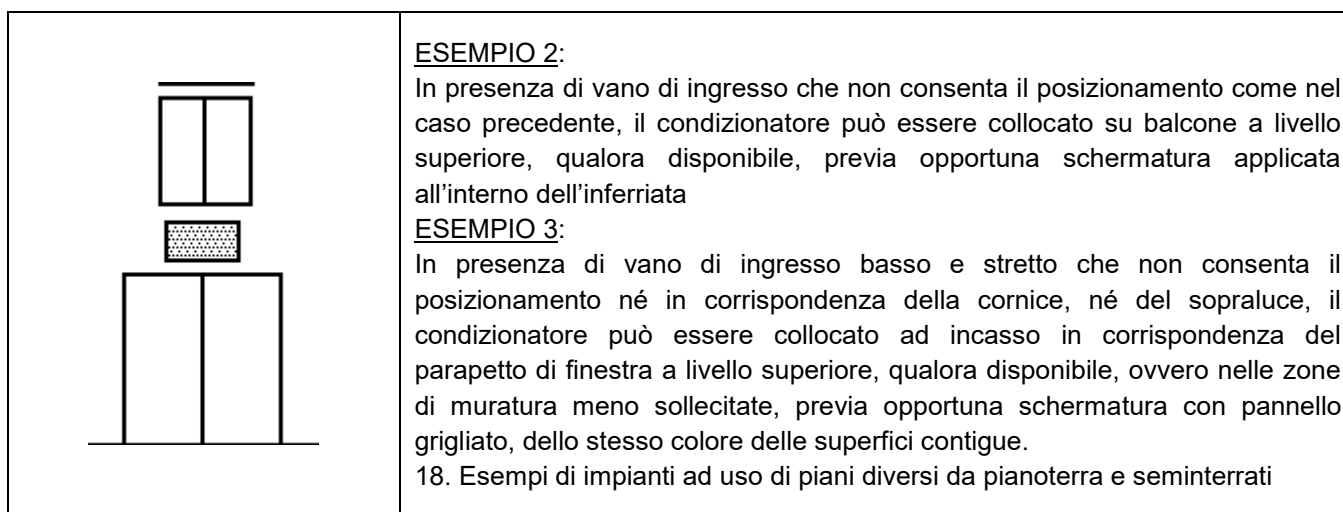 ESEMPIO 2:
In presenza di vano di ingresso che non consenta il posizionamento come nel
caso precedente, il condizionatore può essere collocato su balcone a livello
superiore, qualora disponibile, previa opportuna schermatura applicata
all’interno dell’inferriata
ESEMPIO 3:
In presenza di vano di ingresso basso e stretto che non consenta il
posizionamento né in corrispondenza della cornice, né del sopraluce, il
condizionatore può essere collocato ad incasso in corrispondenza del
parapetto di finestra a livello superiore, qualora disponibile, ovvero nelle zone
di muratura meno sollecitate, previa opportuna schermatura con pannello
grigliato, dello stesso colore delle superfici contigue.
18. Esempi di impianti ad uso di piani diversi da pianoterra e seminterrati